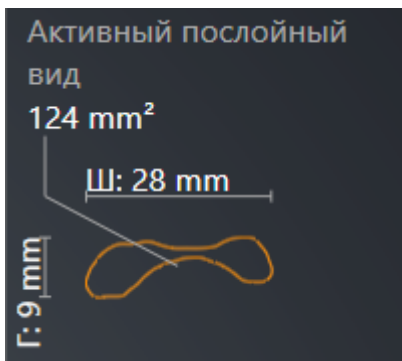 Активный послойный
вид
124 mm²
Ш: 28 mm
Г: 9 mm